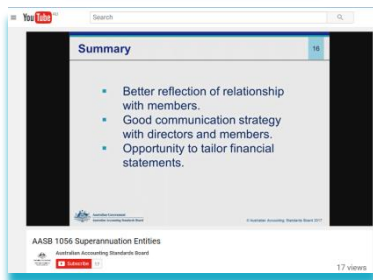 YouTube
Search
Summary
16
Better reflection of relationship
with members.
Good communication strategy
with directors and members.
Opportunity to tailor financial
statements.
Australian Government
Australian Accounting Standards Board
© Australian Accounting Standards Board 2017
AASB 1056 Superannuation Entities
Australian Accounting Standards Board
Subscribe
17 views